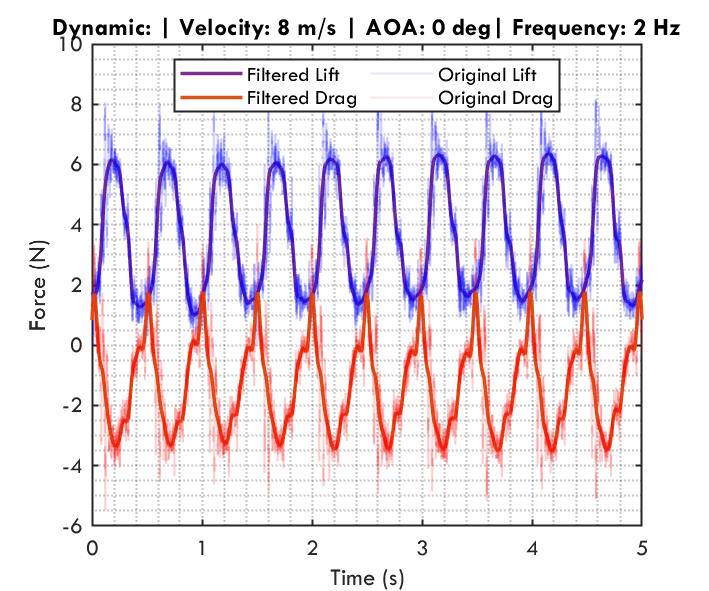 Dynamic: | Velocity: 8 m/s | AOA: 0 deg| Frequency: 2 Hz
Filtered Lift Original Lift
Filtered Drag Original Drag
10
8
6
4
2
0
-2
-4
-6
Force (N)
0 1 2 3 4 5
Time (s)